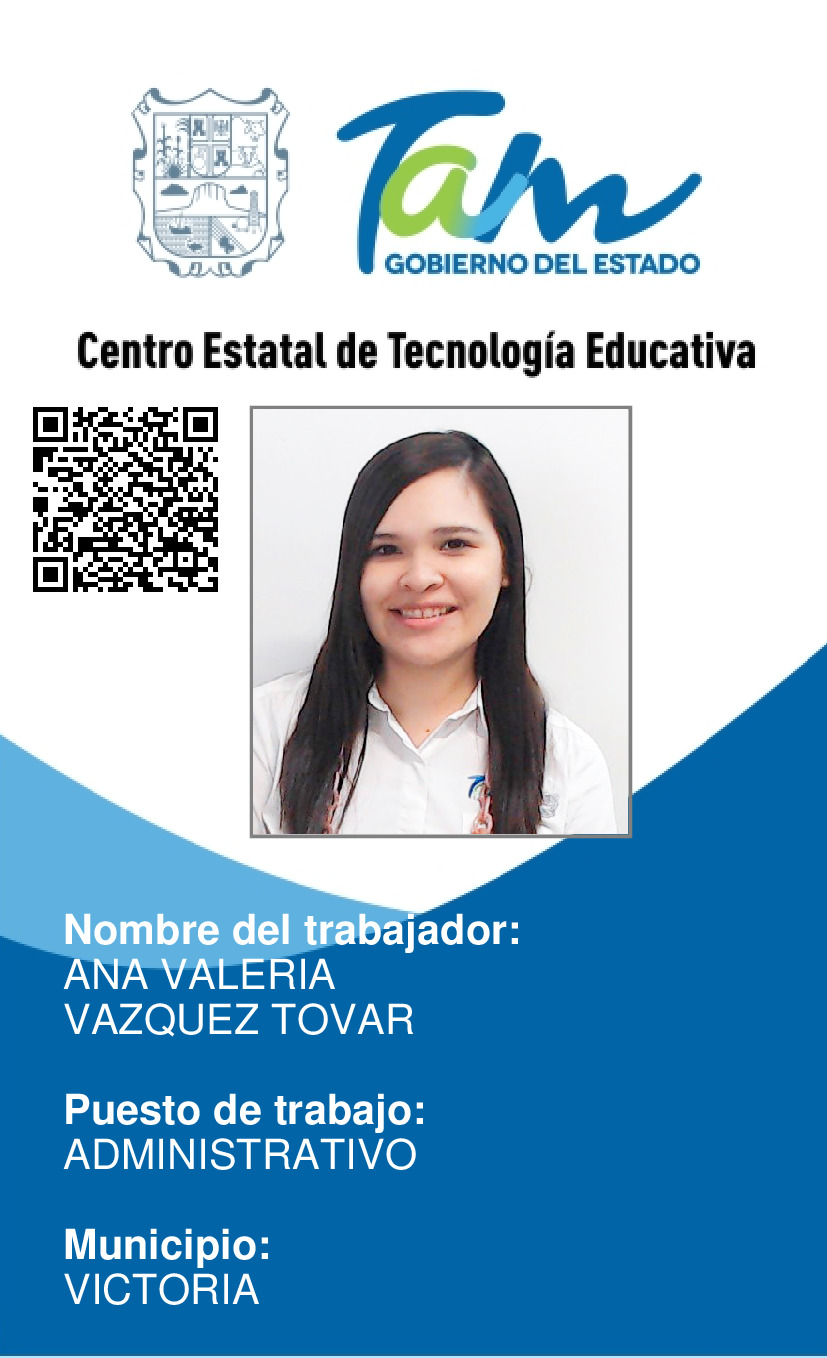 Tam
GOBIERNO DEL ESTADO
Centro Estatal de Tecnología Educativa
Nombre del trabajador:
ANA VALERIA
VAZQUEZ TOVAR
Puesto de trabajo:
ADMINISTRATIVO
Municipio:
VICTORIA